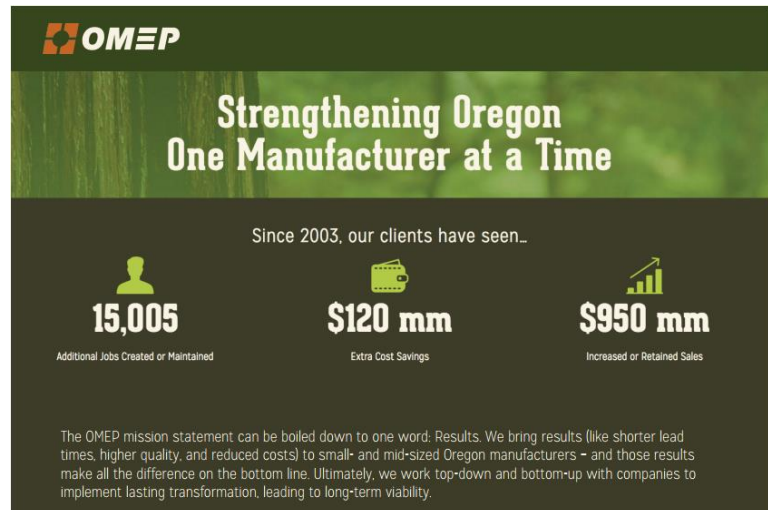 OMEP
Strengthening Oregon
One Manufacturer at a Time
Since 2003, our clients have seen...
15,005
$120 mm
$950 mm
Additional Jobs Created or Maintained
Extra Cost Savings
Increased or Retained Sales
The OMEP mission statement can be boiled down to one word: Results. We bring results (like shorter lead
times, higher quality, and reduced costs) to small- and mid-sized Oregon manufacturers – and those results
make all the difference on the bottom line. Ultimately, we work top-down and bottom-up with companies to
implement lasting transformation, leading to long-term viability.